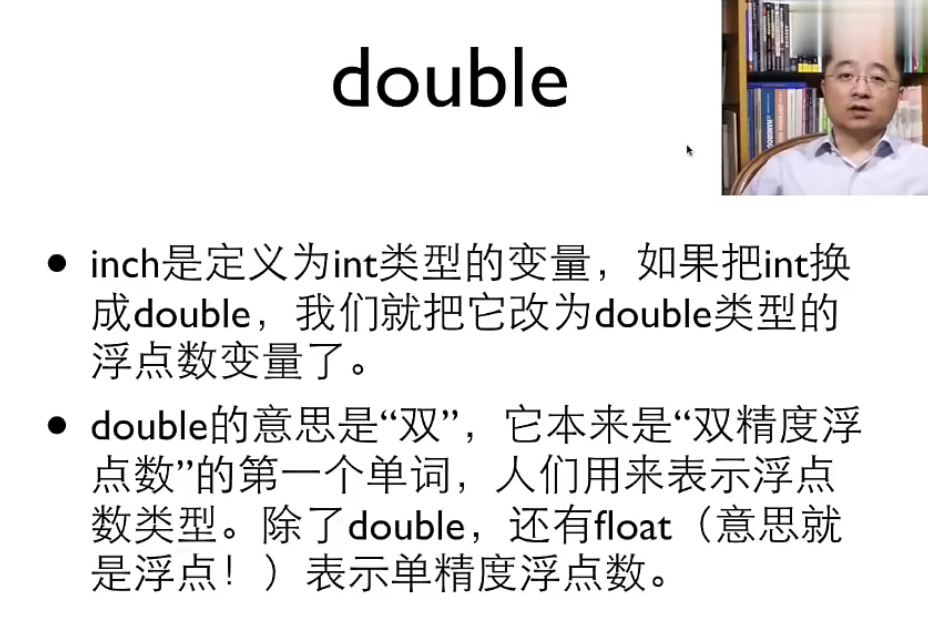 double
• inch是定义为int类型的变量，如果把int换
成double，我们就把它改为double类型的
浮点数变量了。
• double的意思是“双”，它本来是“双精度浮
点数”的第一个单词，人们用来表示浮点
数类型。除了double，还有float（意思就
是浮点！）表示单精度浮点数。